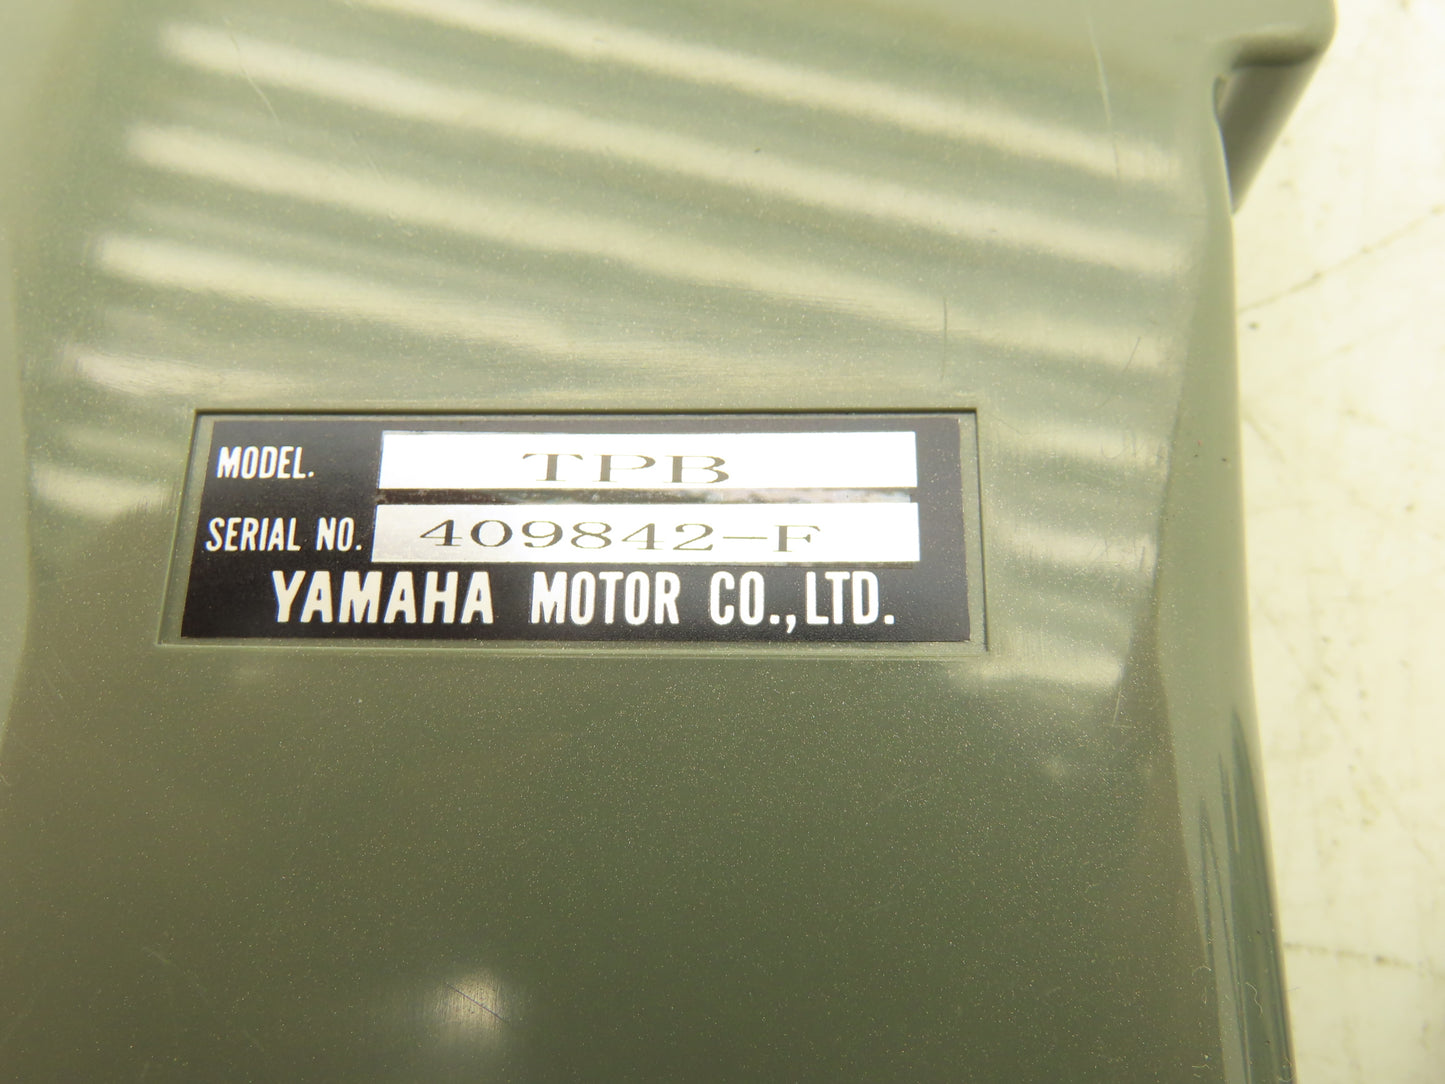 MODEL. TPB
SERIAL NO. 409842-F
YAMAHA MOTOR CO.,LTD.